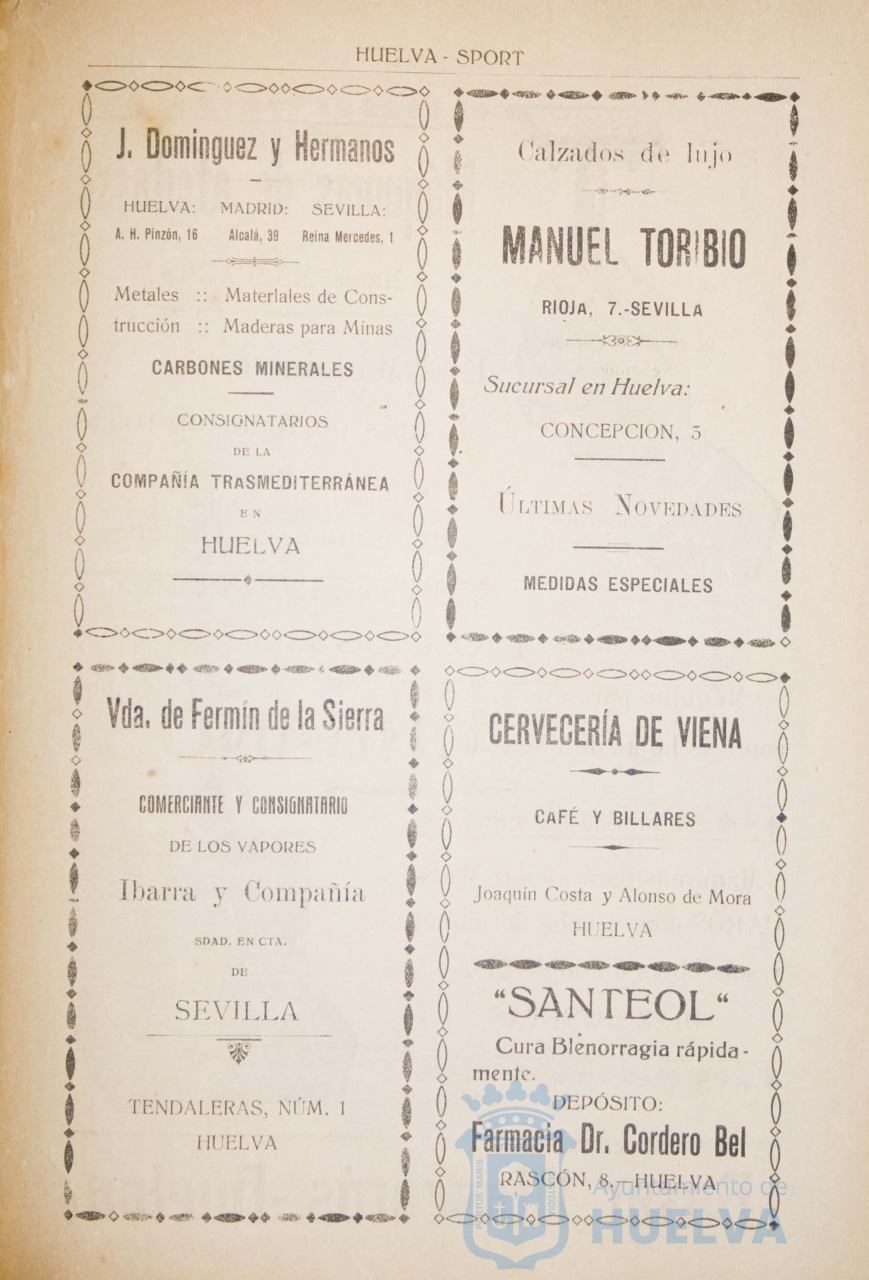 HUELVA - SPORT
J. Dominguez y Hermanos
HUELVA: MADRID: SEVILLA:
A. H. Pinzón, 16 Alcalá, 39 Reina Mercedes, 1
Metales :: Materiales de Cons-
trucción :: Maderas para Minas
CARBONES MINERALES
CONSIGNATARIOS
DE LA
COMPAÑÍA TRASMEDITERRÁNEA
EN
HUELVA
Calzados de lujo
MANUEL TORIBIO
RIOJA, 7.-SEVILLA
Sucursal en Huelva:
CONCEPCION, 3
ÚLTIMAS NOVEDADES
MEDIDAS ESPECIALES
Vda. de Fermín de la Sierra
COMERCIANTE Y CONSIGNATARIO
DE LOS VAPORES
Ibarra y Compañía
SDAD. EN CTA.
DE
SEVILLA
TENDALERAS, NÚM. 1
HUELVA
CERVECERÍA DE VIENA
CAFÉ Y BILLARES
Joaquín Costa y Alonso de Mora
HUELVA
"SANTEOL"
Cura Blenorragia rápida-
mente.
DEPÓSITO:
Farmacia Dr. Cordero Bel
RASCÓN, 8.—HUELVA
PORTUS MARIS
Ayuntamiento de
HUELVA